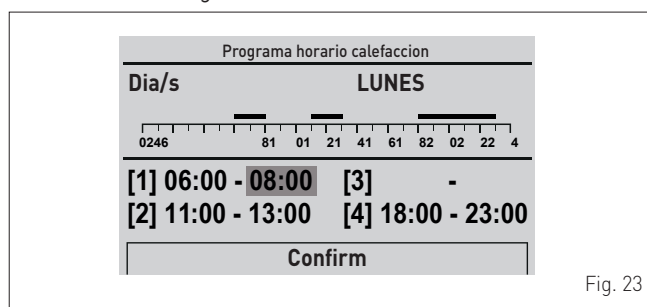 Programa horario calefaccion
Dia/s LUNES
0246 81 01 21 41 61 82 02 22 4
[1] 06:00 - 08:00 [3] -
[2] 11:00 - 13:00 [4] 18:00 - 23:00
Confirm
Fig. 23